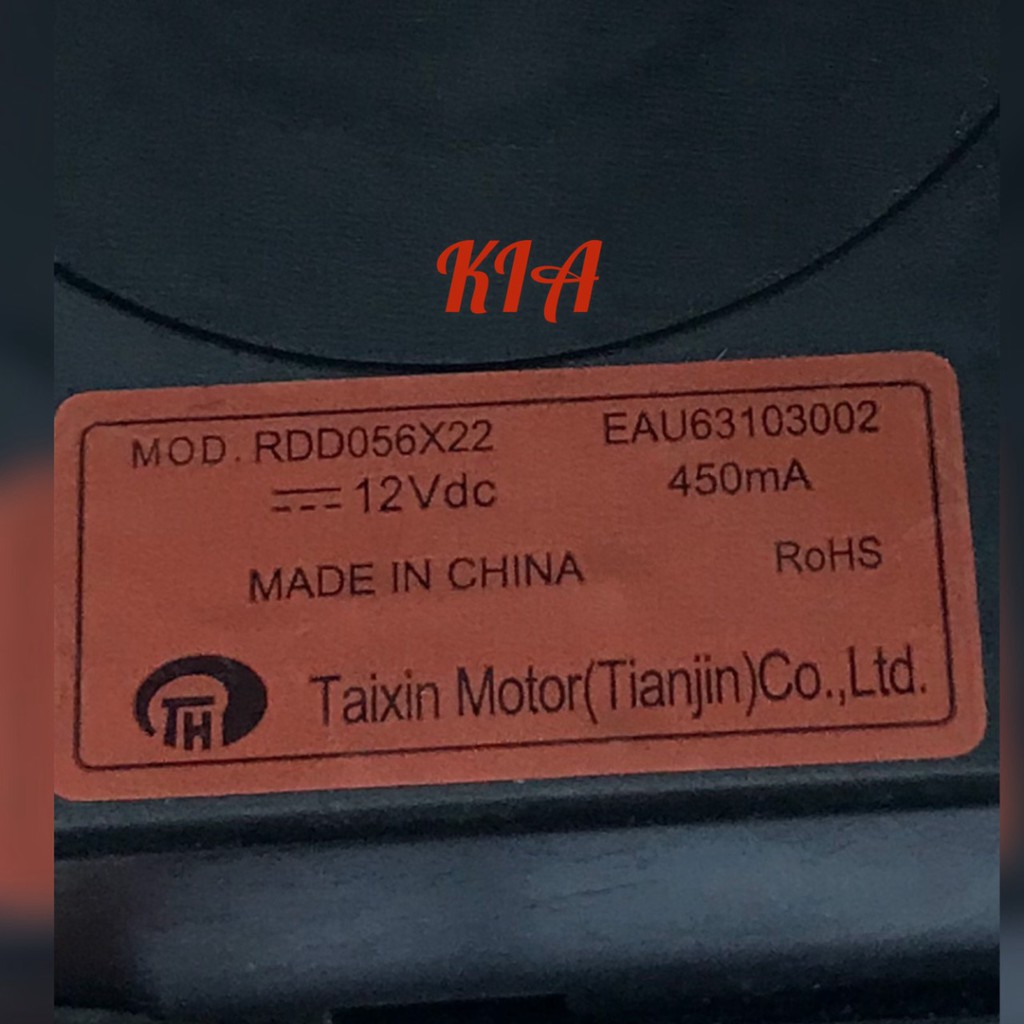 KIA
MOD. RDD056X22 EAU63103002
12Vdc 450mA
MADE IN CHINA RoHS
TH Taixin Motor(Tianjin)Co.,Ltd.